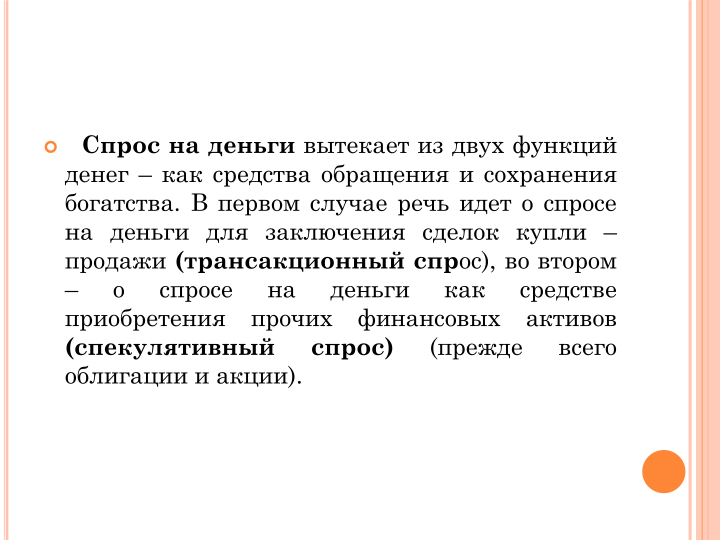 Спрос на деньги вытекает из двух функций
денег – как средства обращения и сохранения
богатства. В первом случае речь идет о спросе
на деньги для заключения сделок купли –
продажи (трансакционный спрос), во втором
– о спросе на деньги как средстве
приобретения прочих финансовых активов
(спекулятивный спрос) (прежде всего
облигации и акции).